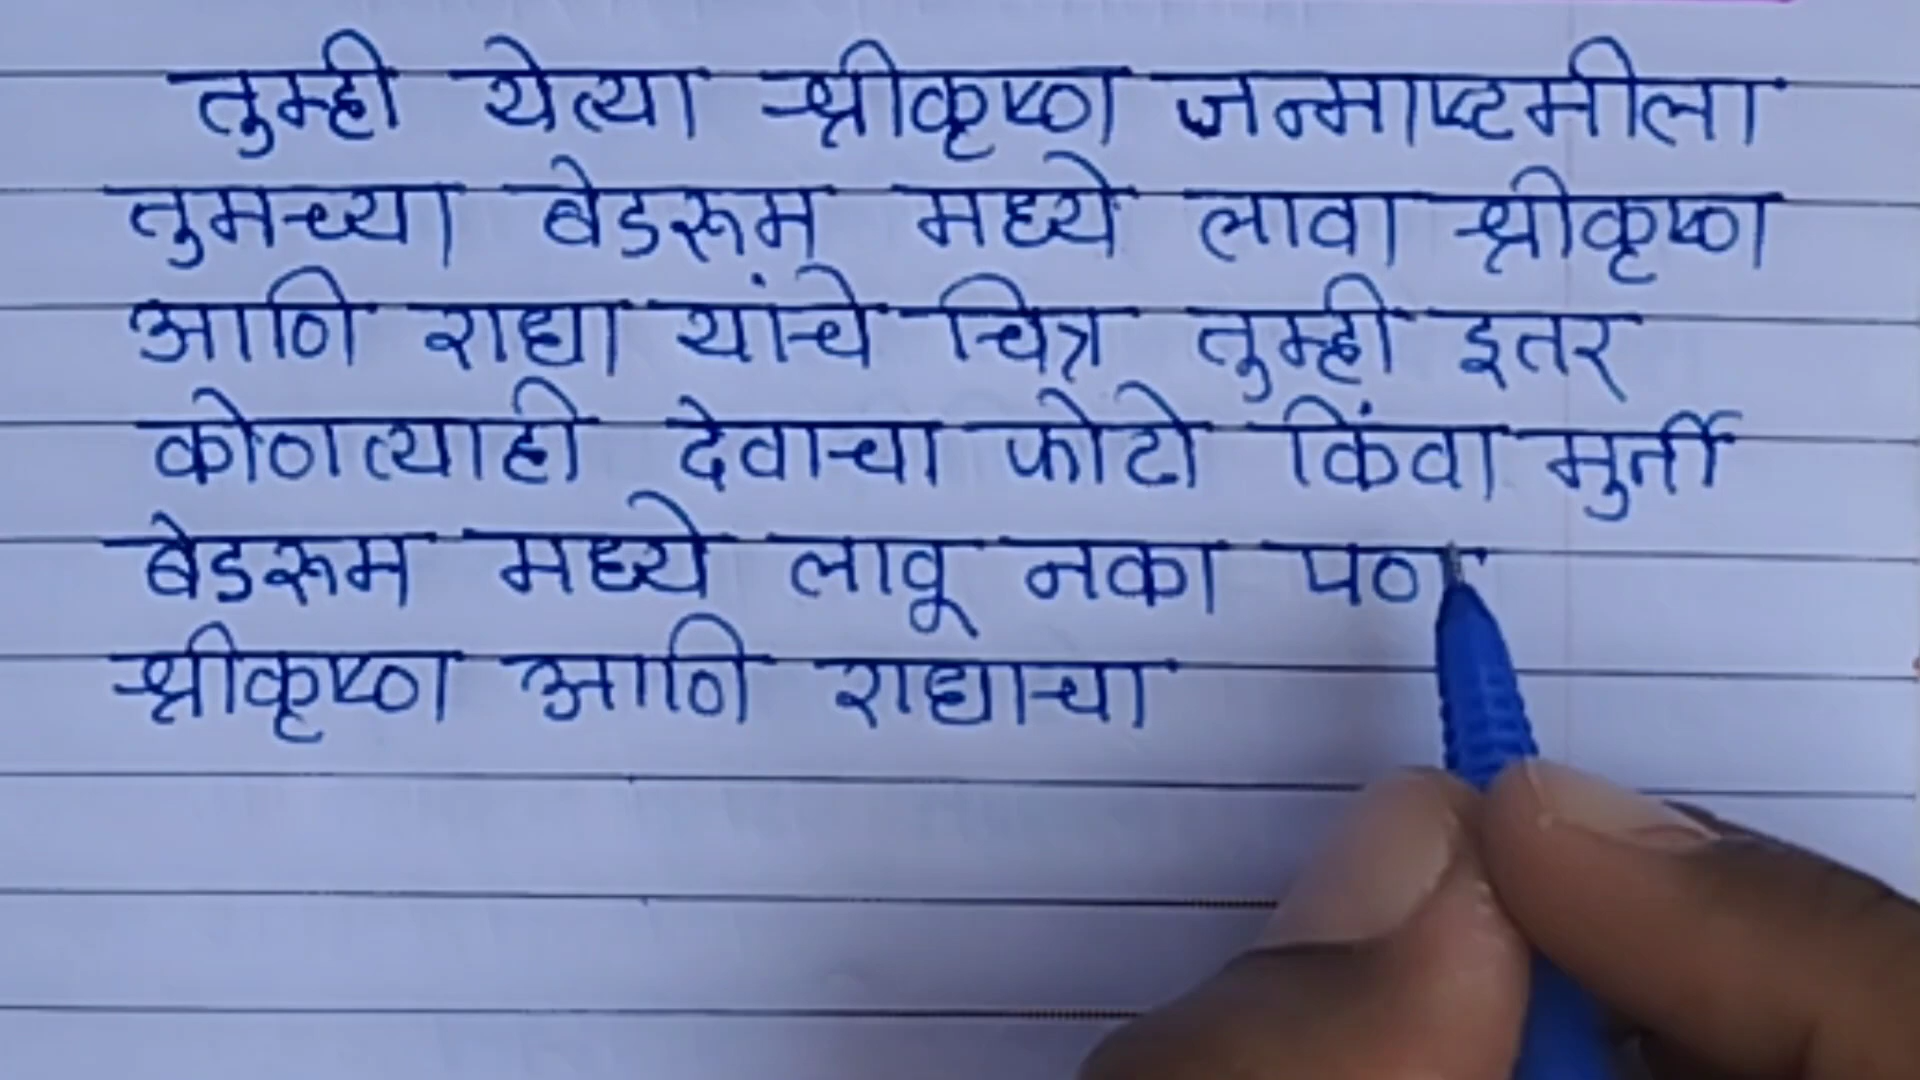 तुम्ही येत्या श्रीकृष्ण जन्माष्टमीला
तुमच्या बेडरूम मध्ये लावा श्रीकृष्ण
आणि राधा यांचे चित्र तुम्ही इतर
कोणत्याही देवाचा फोटो किंवा मुर्ती
बेडरूम मध्ये लावू नका पण
श्रीकृष्ण आणि राधाचा